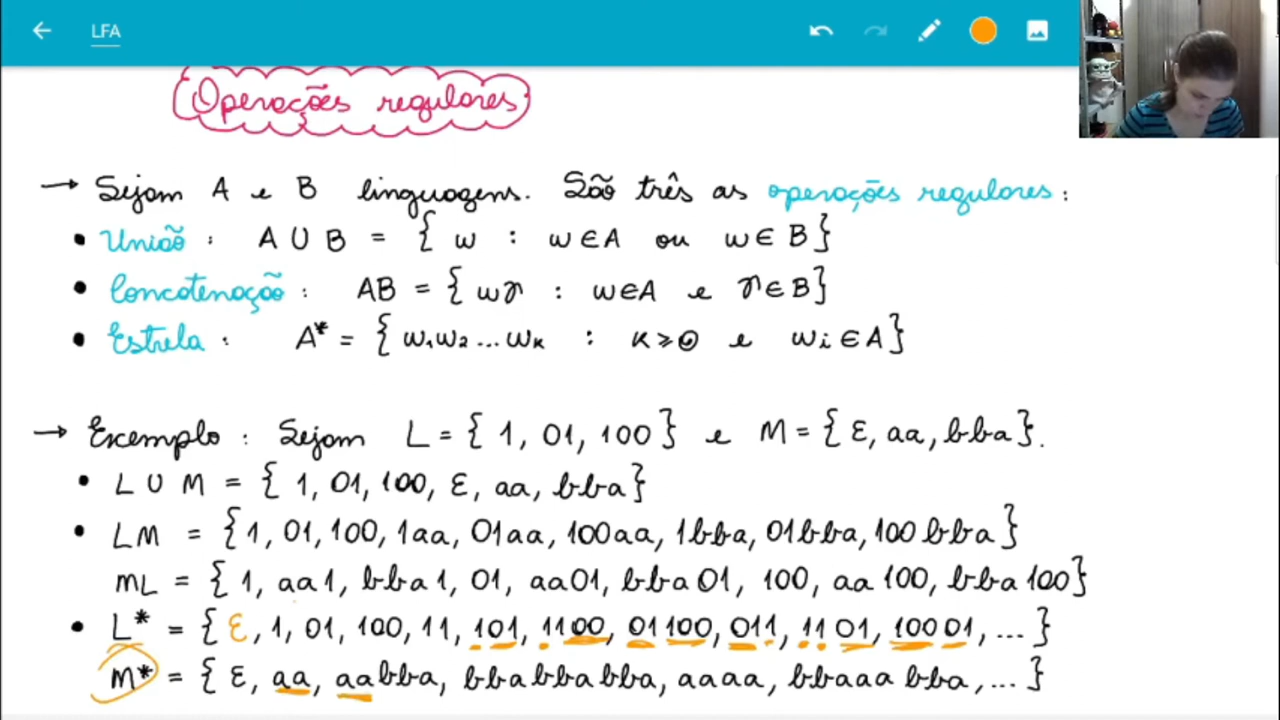 LFA
Operações regulares
→ Sejam A e B linguagens. São três as operações regulares:
• União: A ∪ B = { w : w ∈ A ou w ∈ B }
• Concatenação: AB = { wr : w ∈ A e r ∈ B }
• Estrela: A* = { w₁w₂...wₖ : k ≥ 0 e wᵢ ∈ A }
→ Exemplo: Sejam L = { 1, 01, 100 } e M = { ε, aa, bba }.
• L ∪ M = { 1, 01, 100, ε, aa, bba }
• LM = { 1, 01, 100, 1aa, 01aa, 100aa, 1bba, 01bba, 100bba }
ML = { 1, aa1, bba1, 01, aa01, bba01, 100, aa100, bba100 }
• L* = { ε, 1, 01, 100, 11, 101, 1100, 01100, 011, 1101, 10001, ... }
M* = { ε, aa, aabba, bbabbabba, aaaa, bbaaabba, ... }